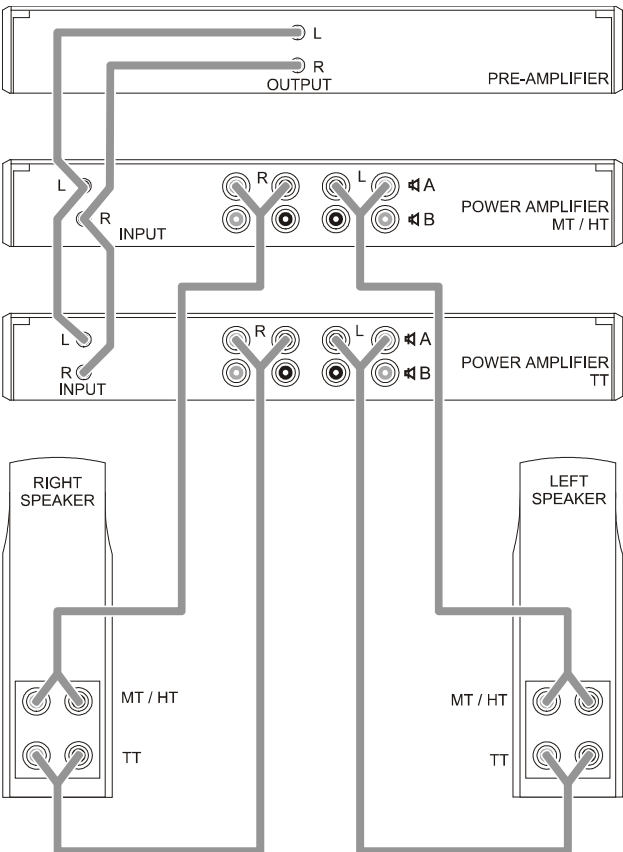 L
R
OUTPUT
PRE-AMPLIFIER
L
R
INPUT
R
L
A
B
POWER AMPLIFIER
MT / HT
L
R
INPUT
R
L
A
B
POWER AMPLIFIER
TT
RIGHT
SPEAKER
LEFT
SPEAKER
MT / HT
TT
MT / HT
TT